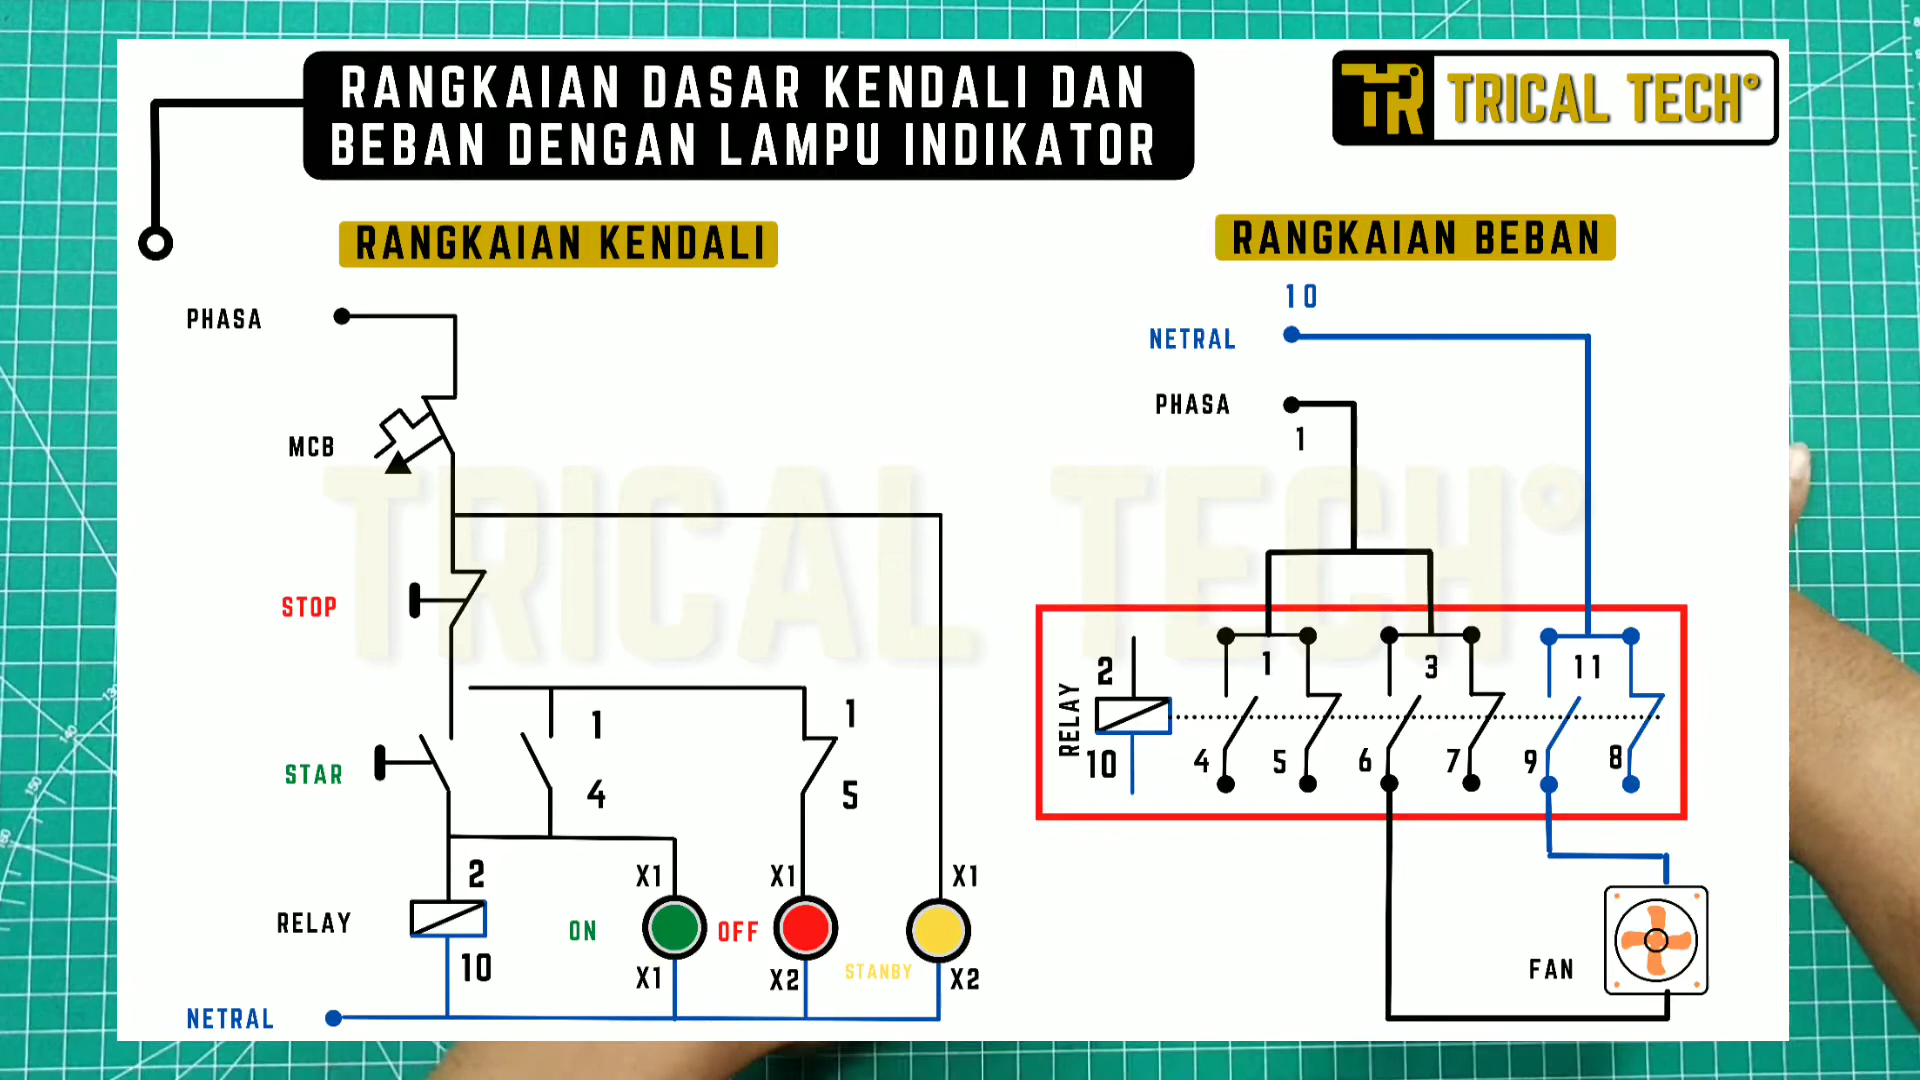 RANGKAIAN DASAR KENDALI DAN
BEBAN DENGAN LAMPU INDIKATOR
TR TRICAL TECH°
RANGKAIAN KENDALI
RANGKAIAN BEBAN
PHASA
MCB
STOP
STAR
1
4
1
5
2
RELAY
10
ON
X1
X1
OFF
X1
X2
STANBY
X1
X2
NETRAL
10
NETRAL
PHASA
1
RELAY
2
10
1
3
11
4
5
6
7
9
8
FAN
TRICAL TECH°